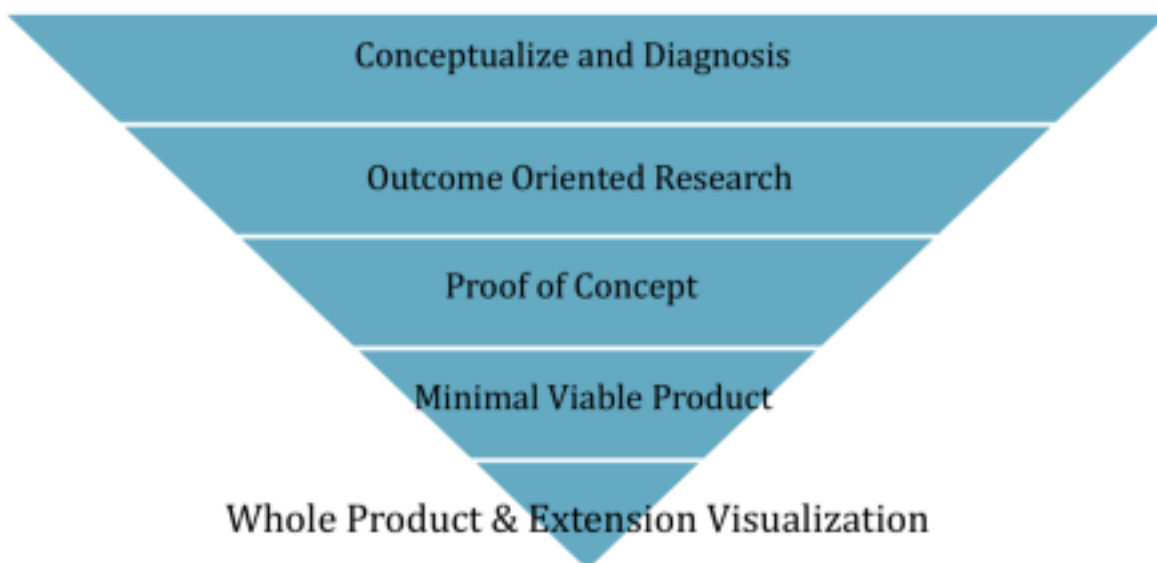 Conceptualize and Diagnosis
Outcome Oriented Research
Proof of Concept
Minimal Viable Product
Whole Product & Extension Visualization